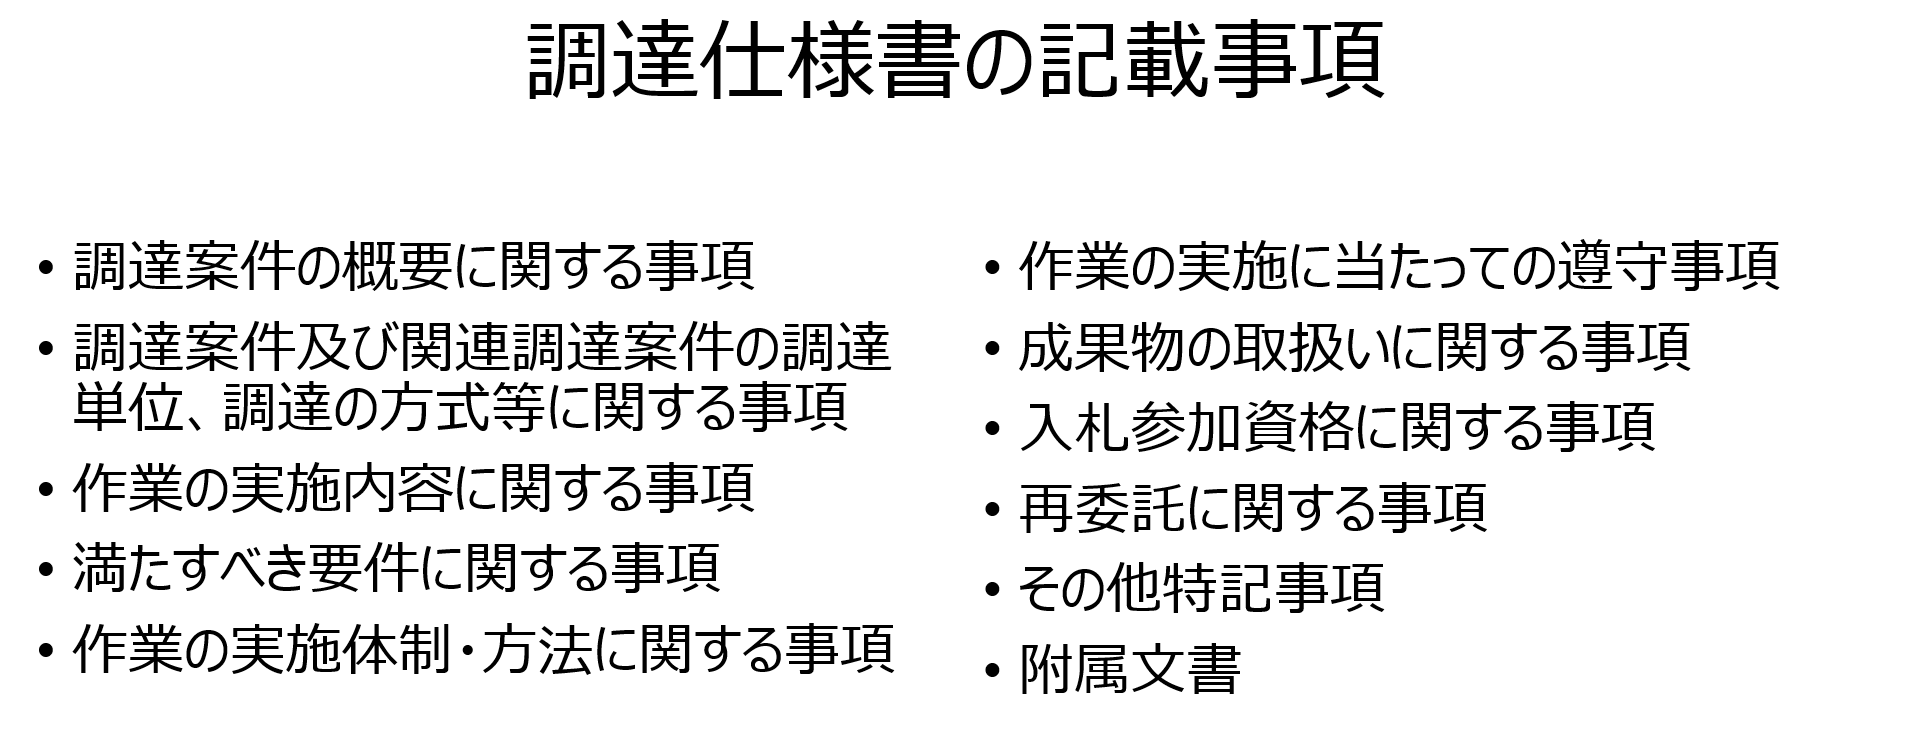 調達仕様書の記載事項
• 調達案件の概要に関する事項
• 調達案件及び関連調達案件の調達
単位、調達の方式等に関する事項
• 作業の実施内容に関する事項
• 満たすべき要件に関する事項
• 作業の実施体制・方法に関する事項
• 作業の実施に当たっての遵守事項
• 成果物の取扱いに関する事項
• 入札参加資格に関する事項
• 再委託に関する事項
• その他特記事項
• 附属文書